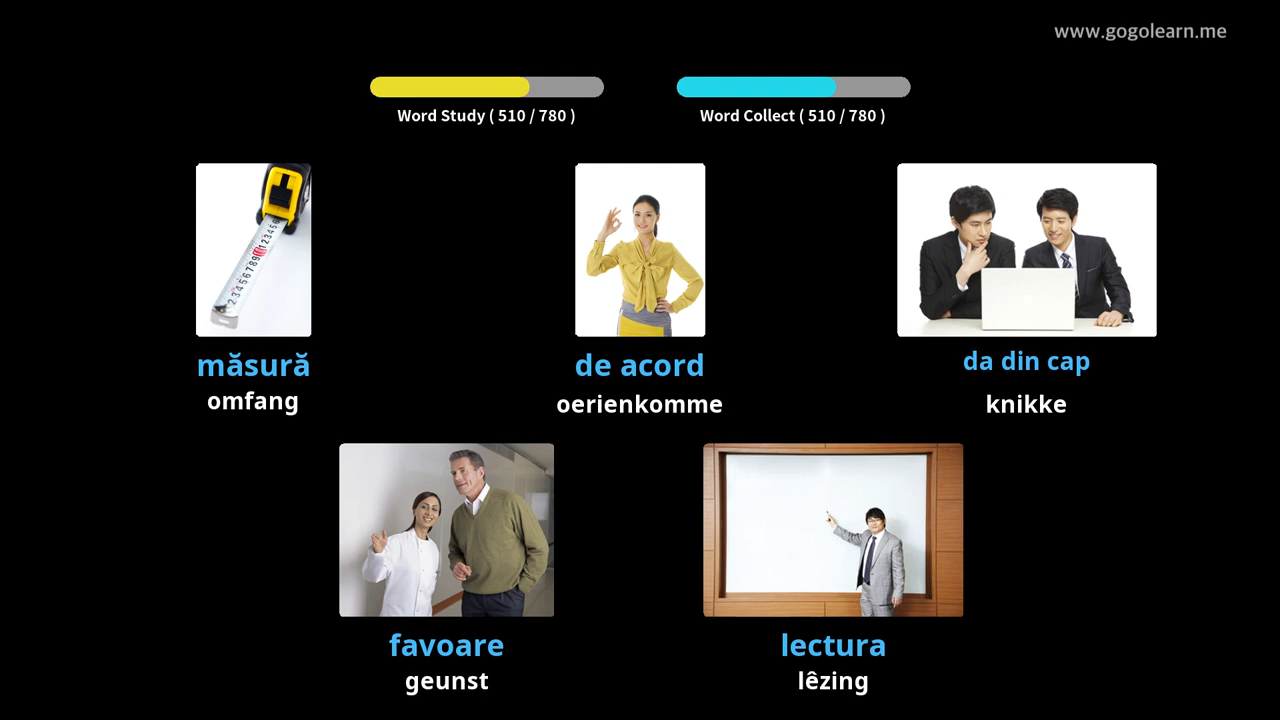 www.gogolearn.me
Word Study ( 510 / 780 )
Word Collect ( 510 / 780 )
măsură
omfang
de acord
oerienkomme
da din cap
knikke
favoare
geunst
lectura
lêzing